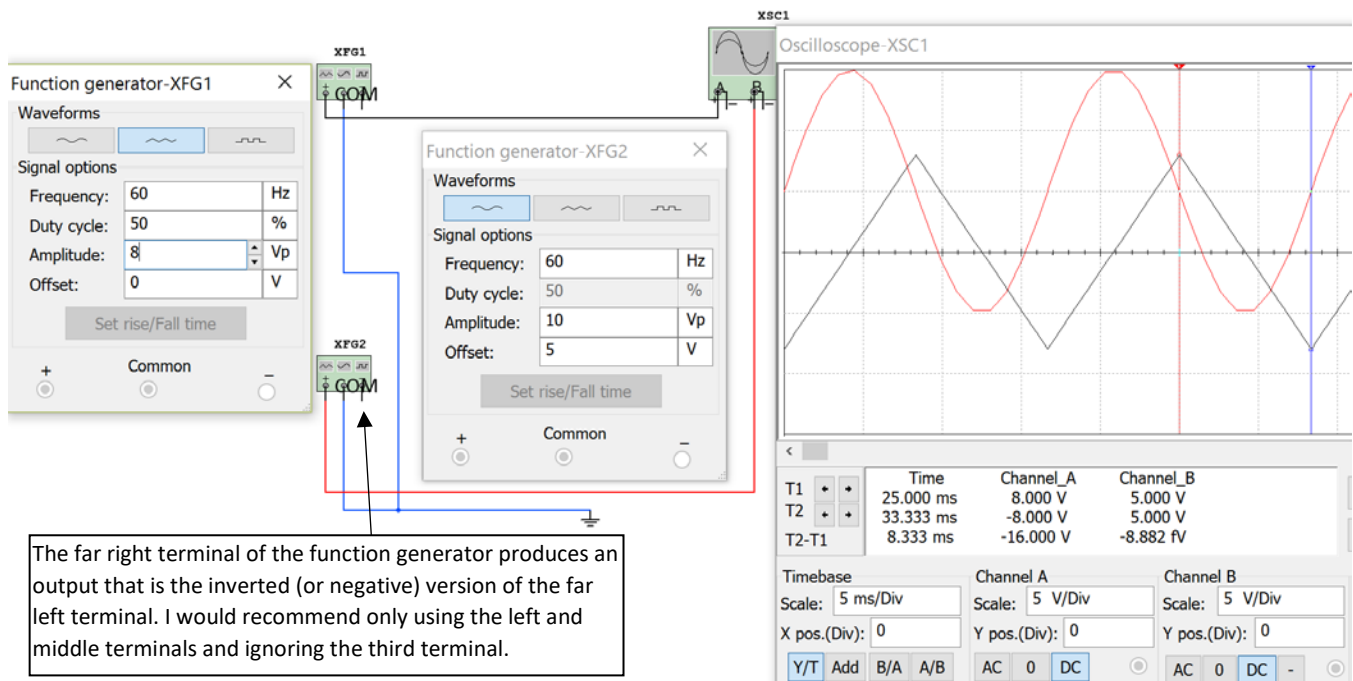 XSC1
XFG1
Oscilloscope-XSC1
Function generator-XFG1
Waveforms
Signal options
Frequency: 60 Hz
Duty cycle: 50 %
Amplitude: 8 Vp
Offset: 0 V
Set rise/Fall time
+ Common −
COM
A B
Function generator-XFG2
Waveforms
Signal options
Frequency: 60 Hz
Duty cycle: 50 %
Amplitude: 10 Vp
Offset: 5 V
Set rise/Fall time
+ Common −
XFG2
COM
The far right terminal of the function generator produces an
output that is the inverted (or negative) version of the far
left terminal. I would recommend only using the left and
middle terminals and ignoring the third terminal.
Time Channel_A Channel_B
T1 25.000 ms 8.000 V 5.000 V
T2 33.333 ms -8.000 V 5.000 V
T2-T1 8.333 ms -16.000 V -8.882 fV
Timebase Channel A Channel B
Scale: 5 ms/Div Scale: 5 V/Div Scale: 5 V/Div
X pos.(Div): 0 Y pos.(Div): 0 Y pos.(Div): 0
Y/T Add B/A A/B AC 0 DC AC 0 DC -